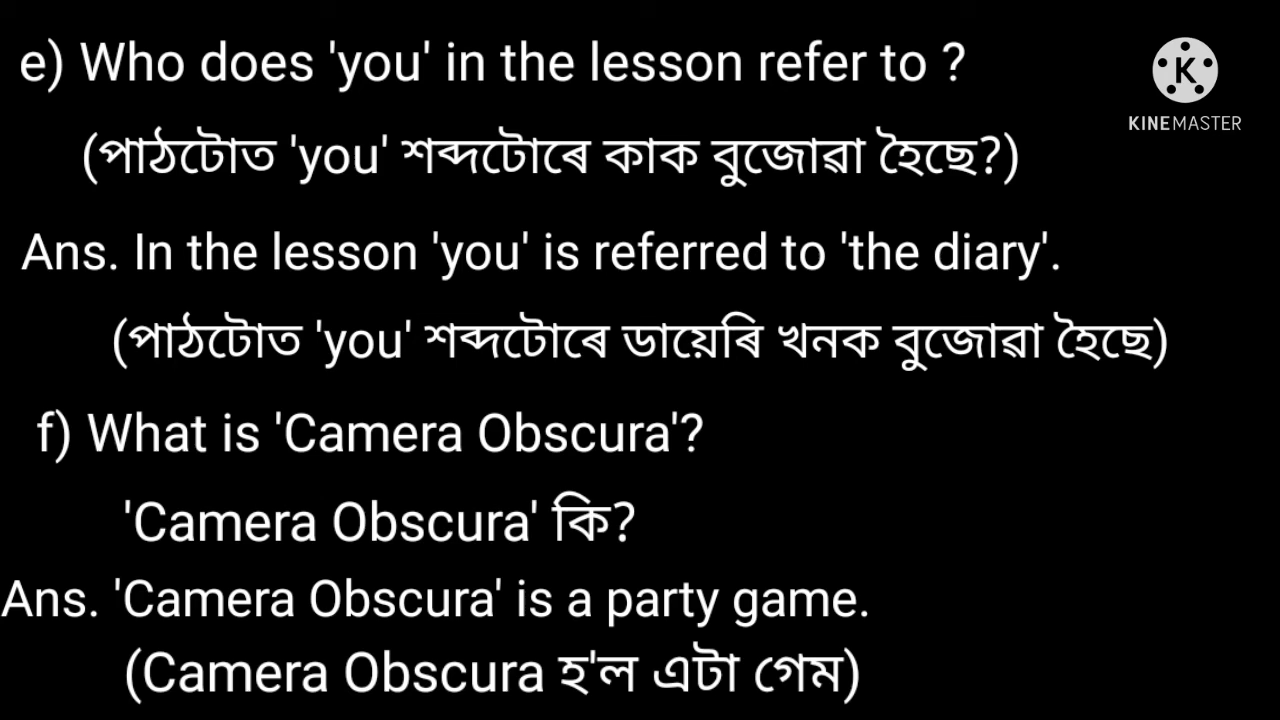 e) Who does 'you' in the lesson refer to ?
K
KINEMASTER
(পাঠটোত 'you' শব্দটোৰে কাক বুজোৱা হৈছে?)
Ans. In the lesson 'you' is referred to 'the diary'.
(পাঠটোত 'you' শব্দটোৰে ডায়েৰি খনক বুজোৱা হৈছে)
f) What is 'Camera Obscura'?
'Camera Obscura' কি?
Ans. 'Camera Obscura' is a party game.
(Camera Obscura হ'ল এটা গেম)